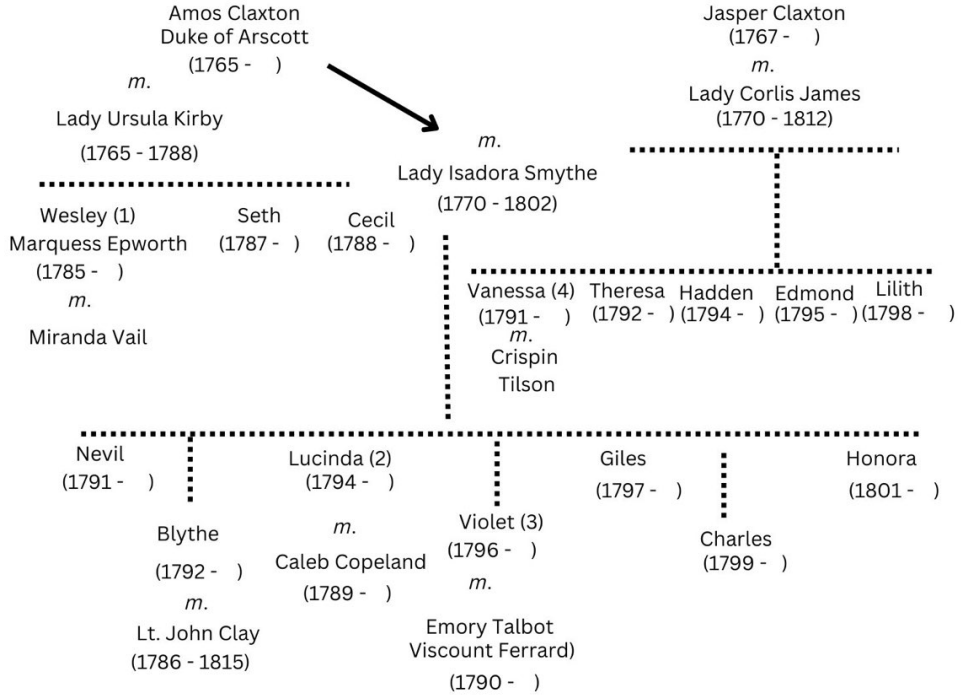 Amos Claxton
Duke of Arscott
(1765 - )
m.
Lady Ursula Kirby
(1765 - 1788)
Jasper Claxton
(1767 - )
m.
Lady Corlis James
(1770 - 1812)
m.
Lady Isadora Smythe
(1770 - 1802)
Wesley (1)
Marquess Epworth
(1785 - )
m.
Miranda Vail
Seth
(1787 - )
Cecil
(1788 - )
Vanessa (4)
(1791 - )
m.
Crispin
Tilson
Theresa
(1792 - )
Hadden
(1794 - )
Edmond
(1795 - )
Lilith
(1798 - )
Nevil
(1791 - )
Blythe
(1792 - )
m.
Lt. John Clay
(1786 - 1815)
Lucinda (2)
(1794 - )
m.
Caleb Copeland
(1789 - )
Violet (3)
(1796 - )
m.
Emory Talbot
Viscount Ferrard)
(1790 - )
Giles
(1797 - )
Charles
(1799 - )
Honora
(1801 - )